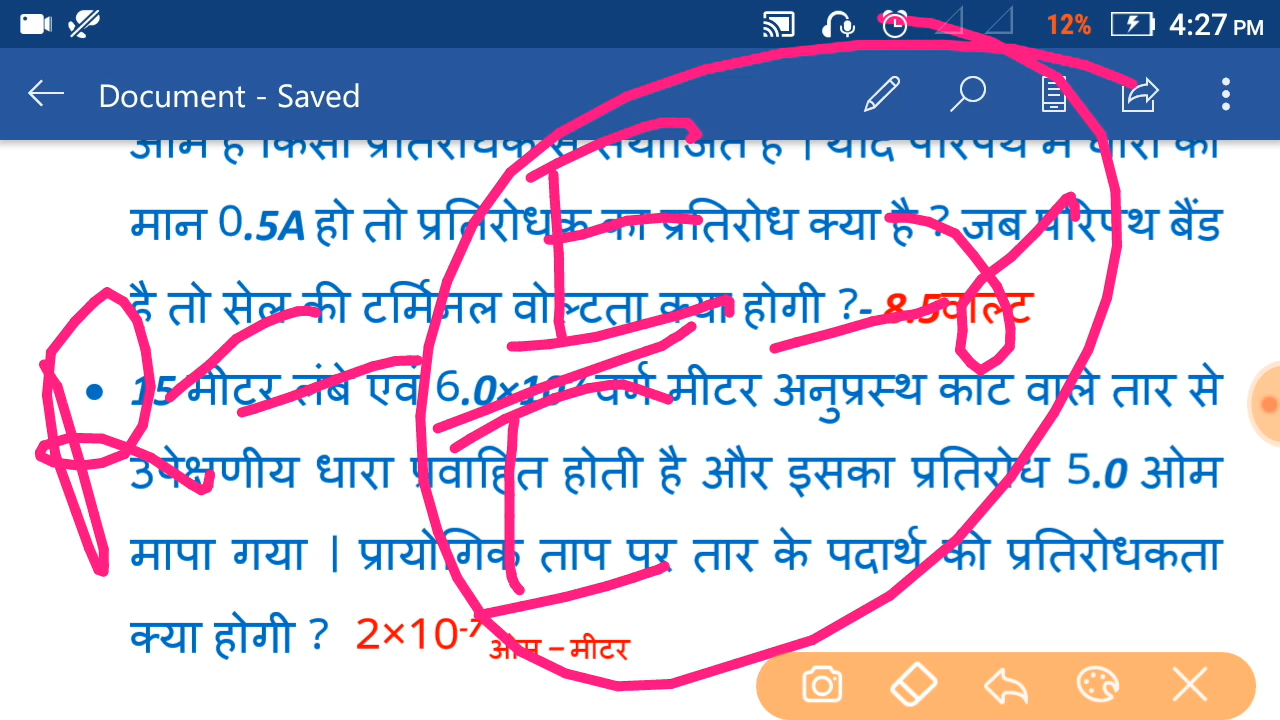 12% 4:27 PM
Document - Saved
ओम है किसी प्रतिरोधक से संयोजित है । यदि परिपथ में धारा का
मान 0.5A हो तो प्रतिरोधक का प्रतिरोध क्या है ? जब परिपथ बैंड
है तो सेल की टर्मिनल वोल्टता क्या होगी ?- 8.5वोल्ट
• 15 मीटर लंबे एवं 6.0×10 वर्ग मीटर अनुप्रस्थ काट वाले तार से
उपेक्षणीय धारा प्रवाहित होती है और इसका प्रतिरोध 5.0 ओम
मापा गया | प्रायोगिक ताप पर तार के पदार्थ की प्रतिरोधकता
क्या होगी ? 2×10⁻⁷ ओम – मीटर
R = E/I - r